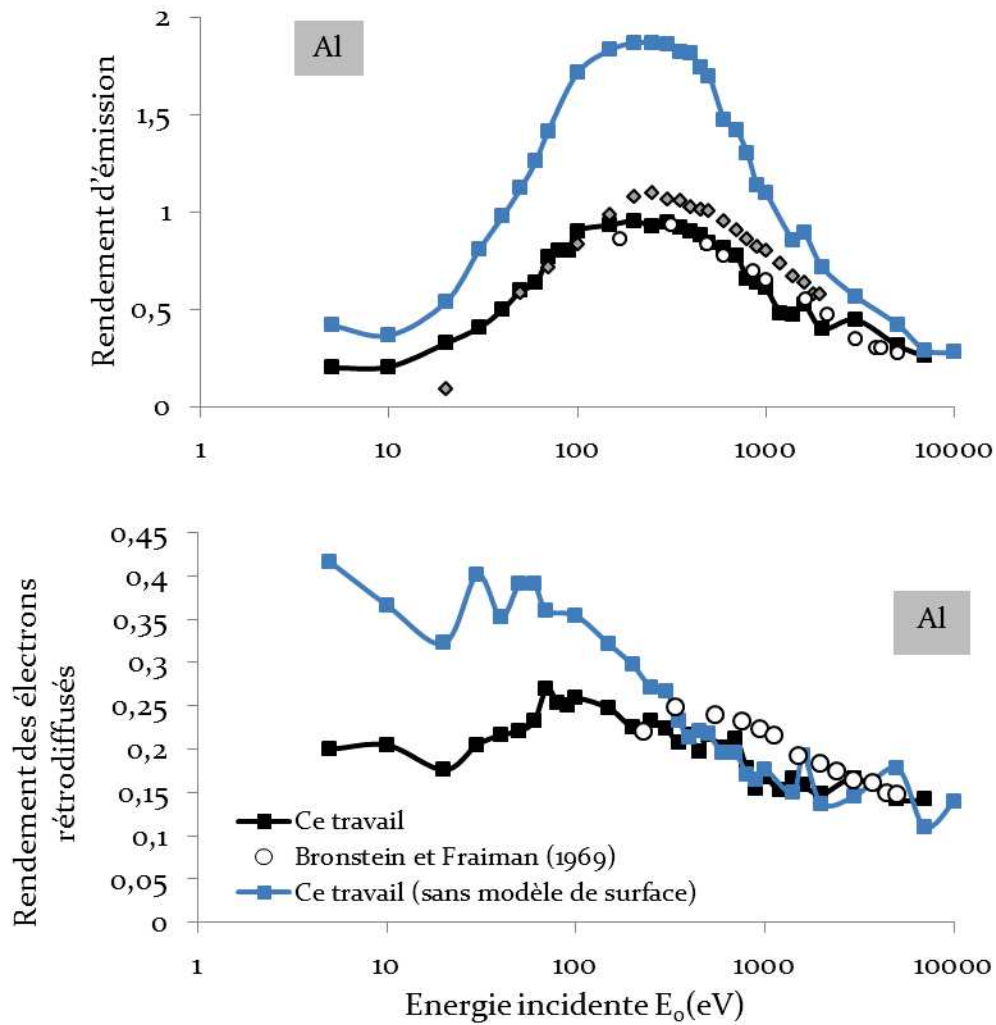 Rendement d'émission
2
1,5
1
0,5
0
Al
1 10 100 1000 10000
Rendement des électrons
rétrodiffusés
0,45
0,4
0,35
0,3
0,25
0,2
0,15
0,1
0,05
0
Al
Ce travail
Bronstein et Fraiman (1969)
Ce travail (sans modèle de surface)
1 10 100 1000 10000
Energie incidente E₀(eV)